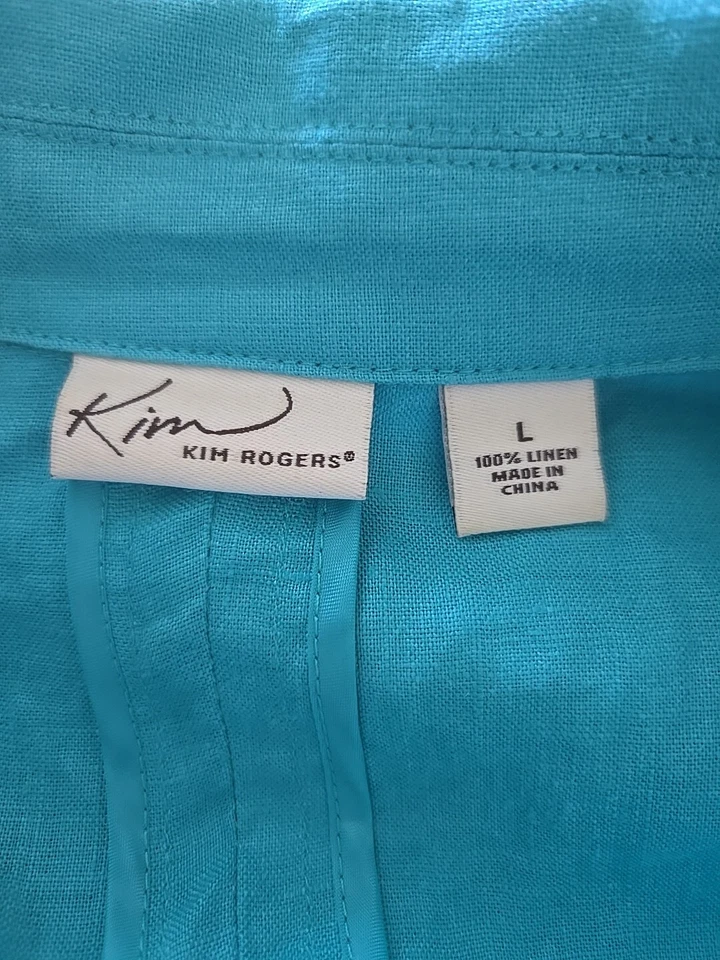 Kim
KIM ROGERS®
L
100% LINEN
MADE IN
CHINA